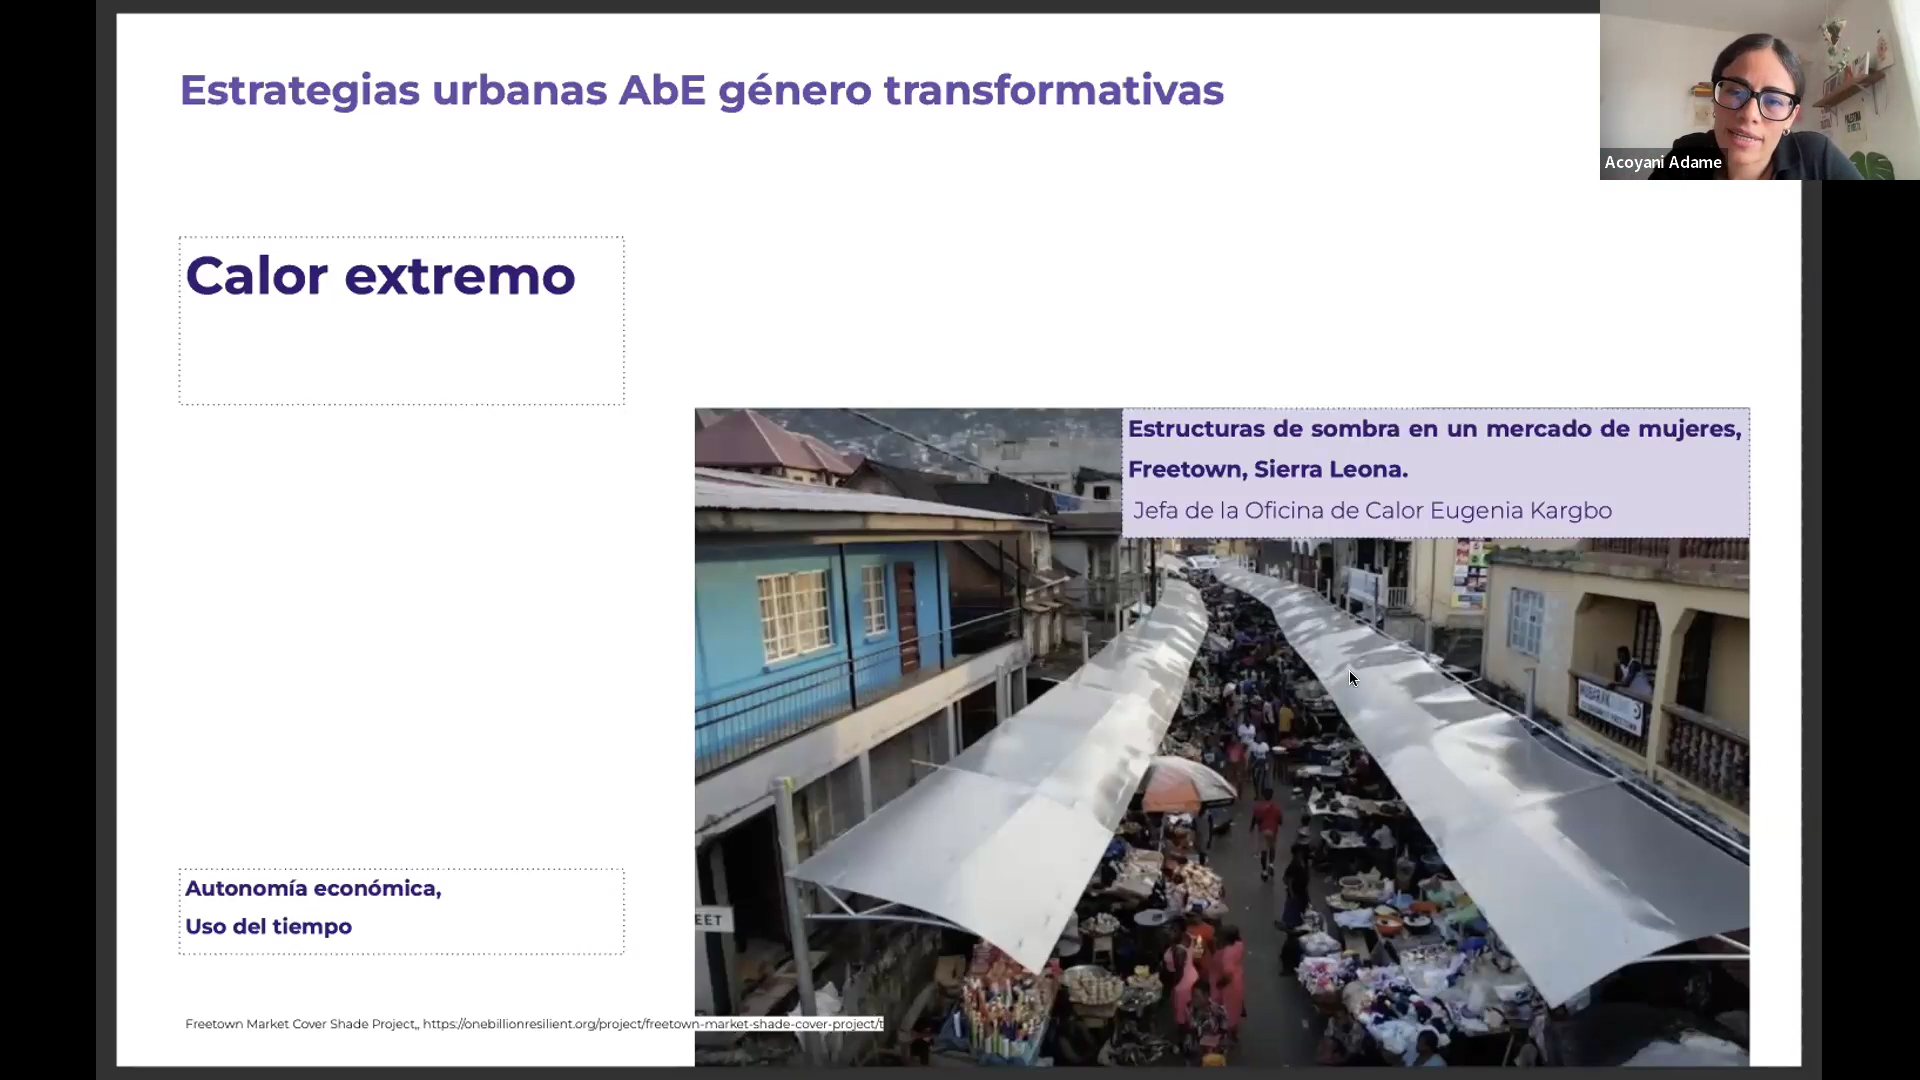 Estrategias urbanas AbE género transformativas
Acoyani Adame
Calor extremo
Estructuras de sombra en un mercado de mujeres,
Freetown, Sierra Leona.
Jefa de la Oficina de Calor Eugenia Kargbo
Autonomía económica,
Uso del tiempo
EET
Freetown Market Cover Shade Project,, https://onebillionresilient.org/project/freetown-market-shade-cover-project/t